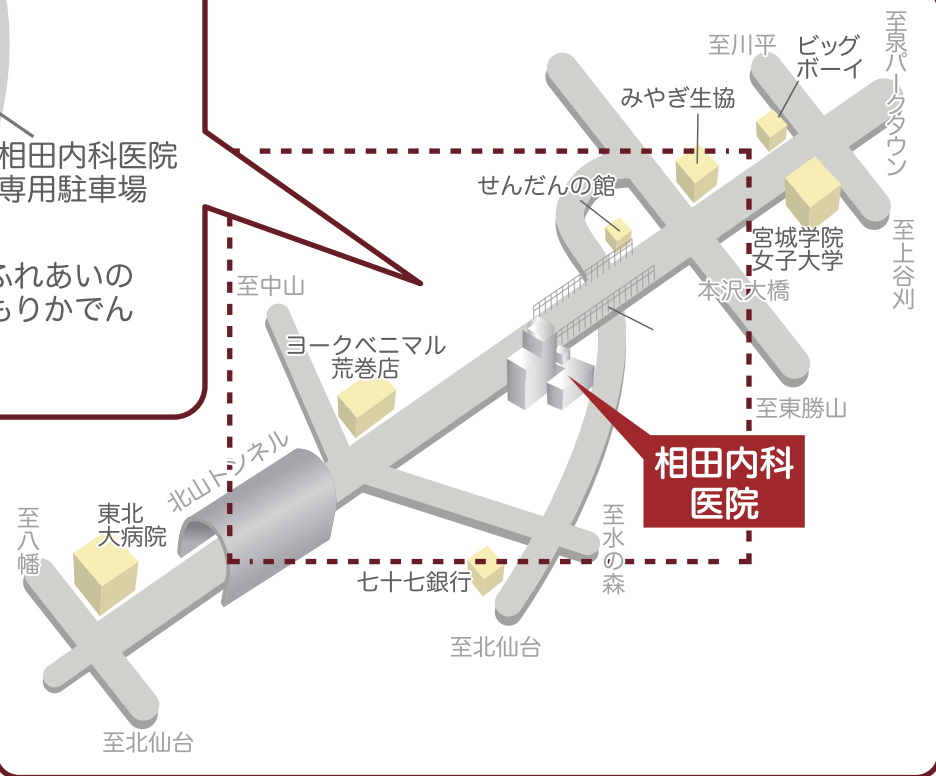 至川平
ビッグ
ボーイ
至泉パークタウン
みやぎ生協
相田内科医院
専用駐車場
せんだんの館
宮城学院
女子大学
至上谷刈
ふれあいの
もりかでん
至中山
本沢大橋
ヨークベニマル
荒巻店
至東勝山
北山トンネル
相田内科
医院
至八幡
東北
大病院
至水の森
七十七銀行
至北仙台
至北仙台